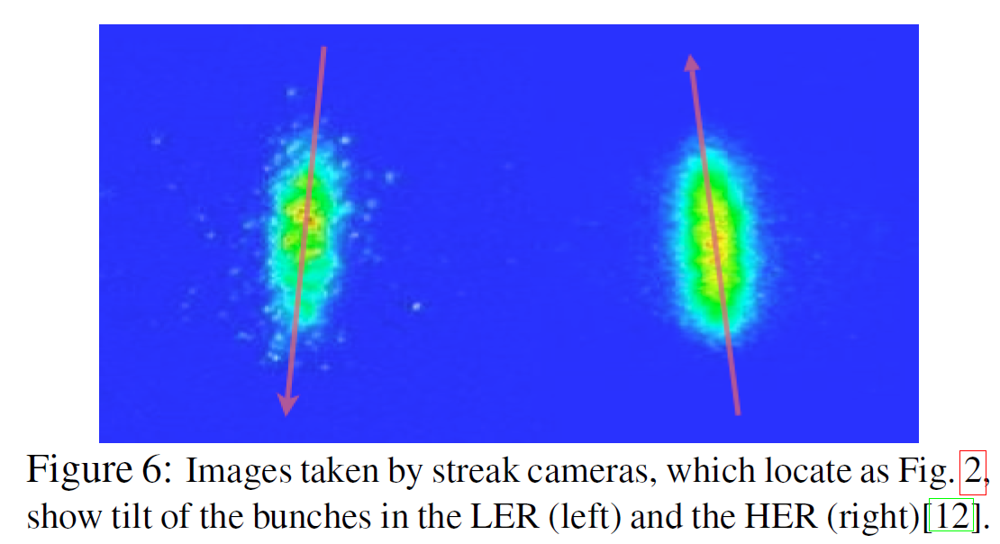 Figure 6: Images taken by streak cameras, which locate as Fig. 2,
show tilt of the bunches in the LER (left) and the HER (right)[12].